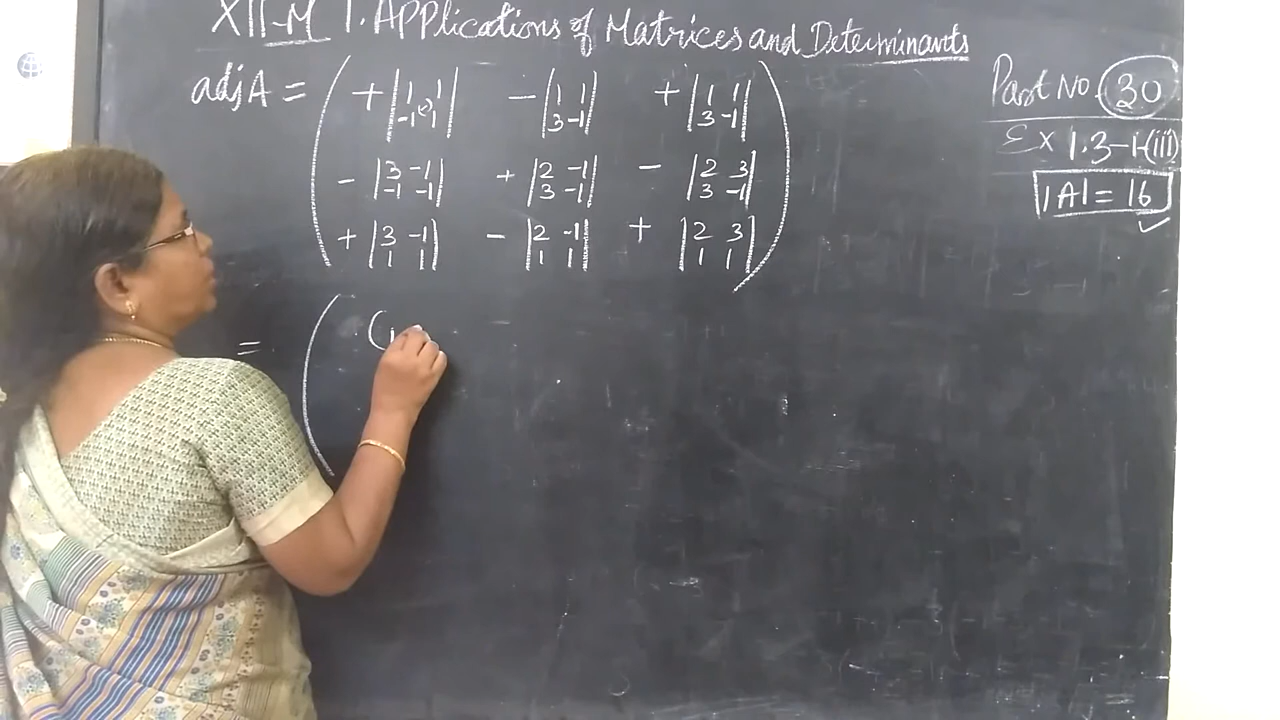 XII-M 1. Applications of Matrices and Determinants
Part No. 30
Ex 1.3-1-(iii)
|A| = 16
adj A = ( +|1 1| -|1 1| +|1 1|
|-1 -1| |3 -1| |3 -1|
-|3 -1| +|2 -1| -|2 3|
|-1 -1| |3 -1| |3 -1|
+|3 -1| -|2 -1| +|2 3|
|1 1| |1 1| |1 1| )
= ( (